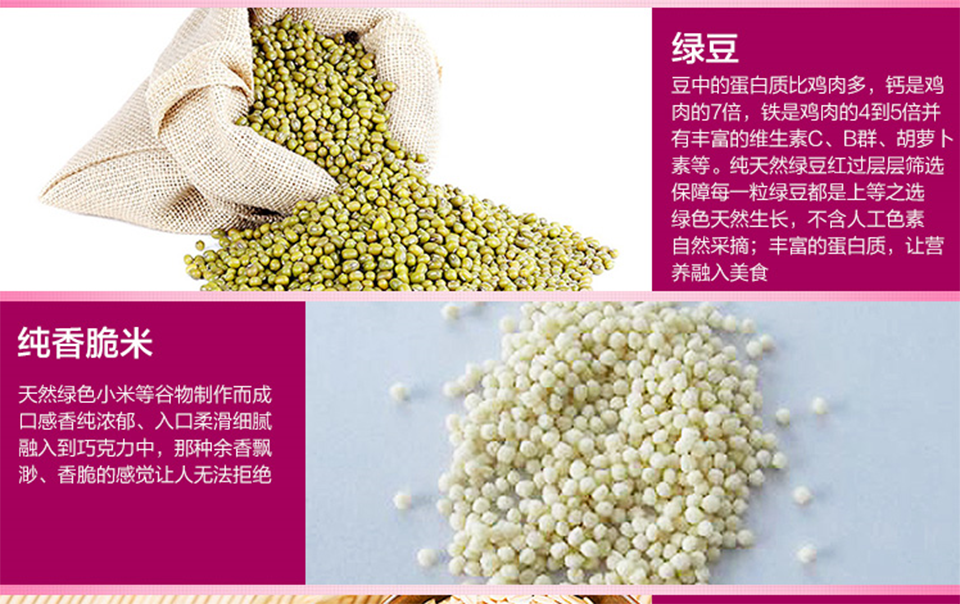 绿豆
豆中的蛋白质比鸡肉多，钙是鸡
肉的7倍，铁是鸡肉的4到5倍并
有丰富的维生素C、B群、胡萝卜
素等。纯天然绿豆红过层层筛选
保障每一粒绿豆都是上等之选
绿色天然生长，不含人工色素
自然采摘；丰富的蛋白质，让营
养融入美食
纯香脆米
天然绿色小米等谷物制作而成
口感香纯浓郁、入口柔滑细腻
融入到巧克力中，那种余香飘
渺、香脆的感觉让人无法拒绝